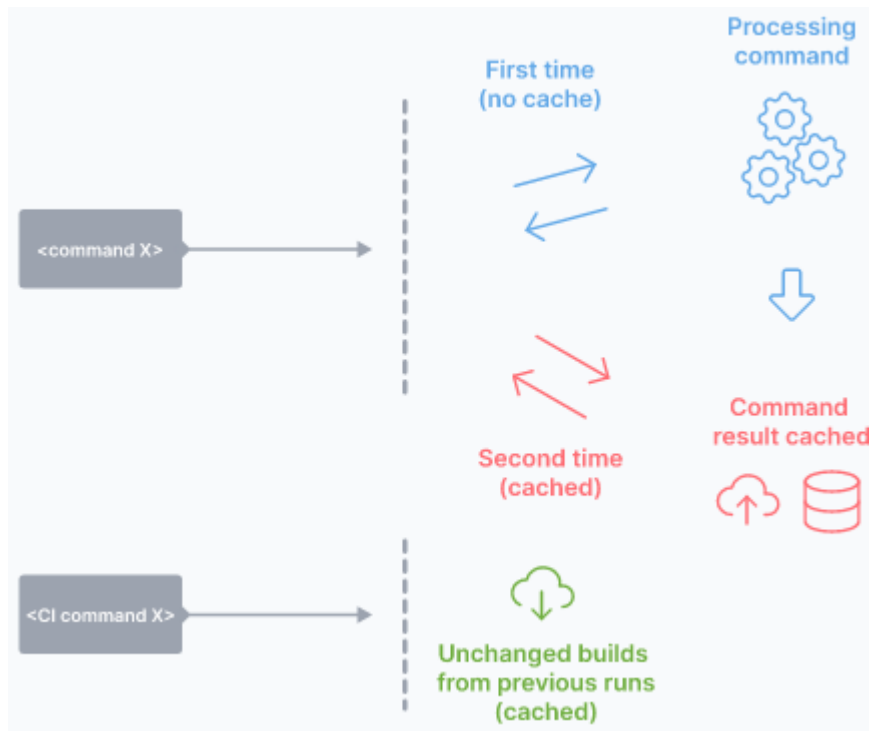 Processing
command
First time
(no cache)
<command X>
Command
result cached
Second time
(cached)
<CI command X>
Unchanged builds
from previous runs
(cached)